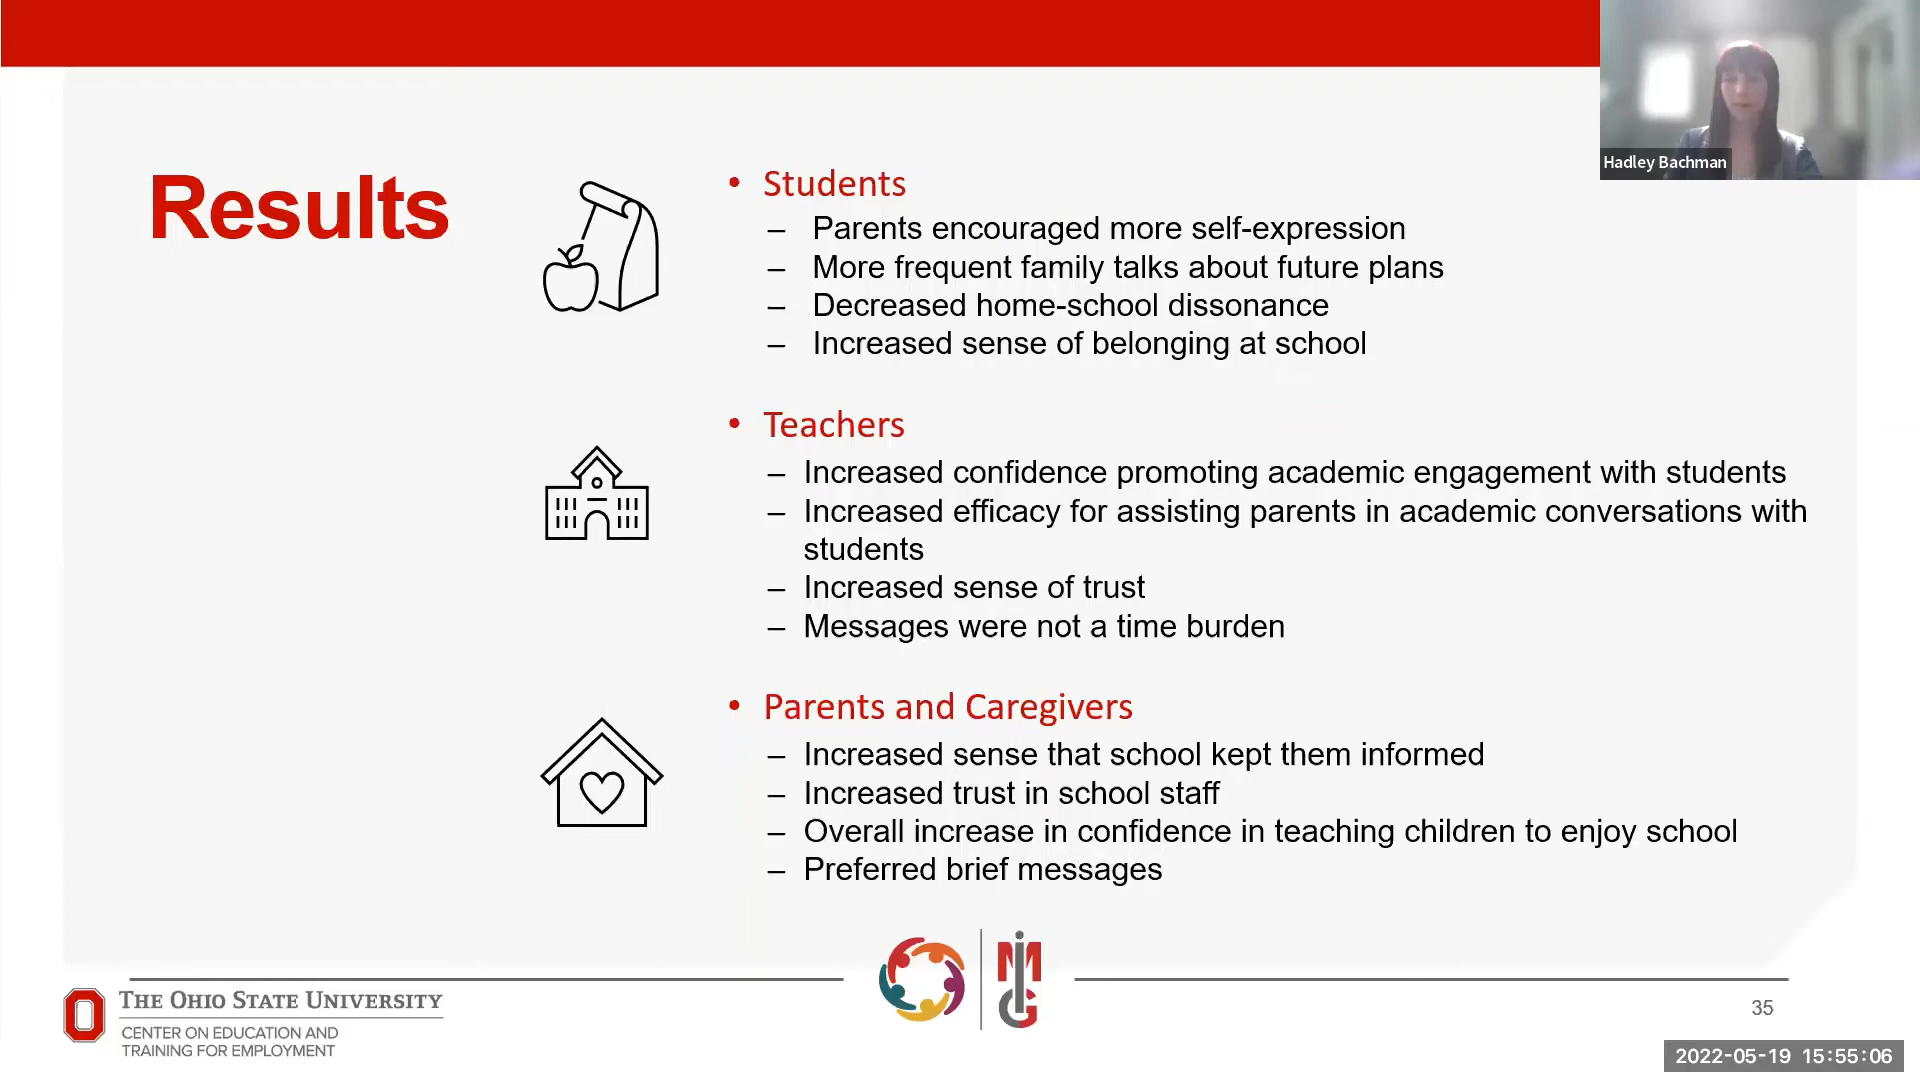 Hadley Bachman
Results
• Students
– Parents encouraged more self-expression
– More frequent family talks about future plans
– Decreased home-school dissonance
– Increased sense of belonging at school
• Teachers
– Increased confidence promoting academic engagement with students
– Increased efficacy for assisting parents in academic conversations with
students
– Increased sense of trust
– Messages were not a time burden
• Parents and Caregivers
– Increased sense that school kept them informed
– Increased trust in school staff
– Overall increase in confidence in teaching children to enjoy school
– Preferred brief messages
THE OHIO STATE UNIVERSITY
CENTER ON EDUCATION AND
TRAINING FOR EMPLOYMENT
MiG
35
2022-05-19 15:55:06